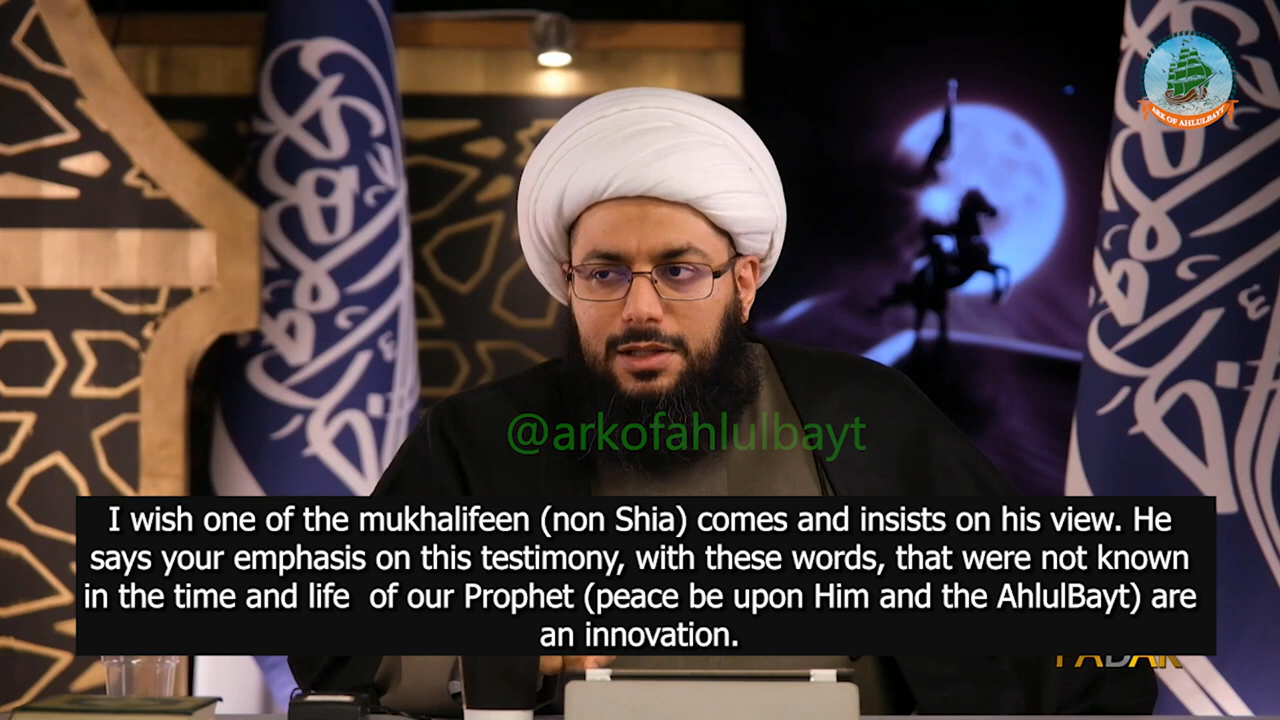 ARK OF AHLULBAYT
@arkofahlulbayt
I wish one of the mukhalifeen (non Shia) comes and insists on his view. He
says your emphasis on this testimony, with these words, that were not known
in the time and life  of our Prophet (peace be upon Him and the AhlulBayt) are
an innovation.